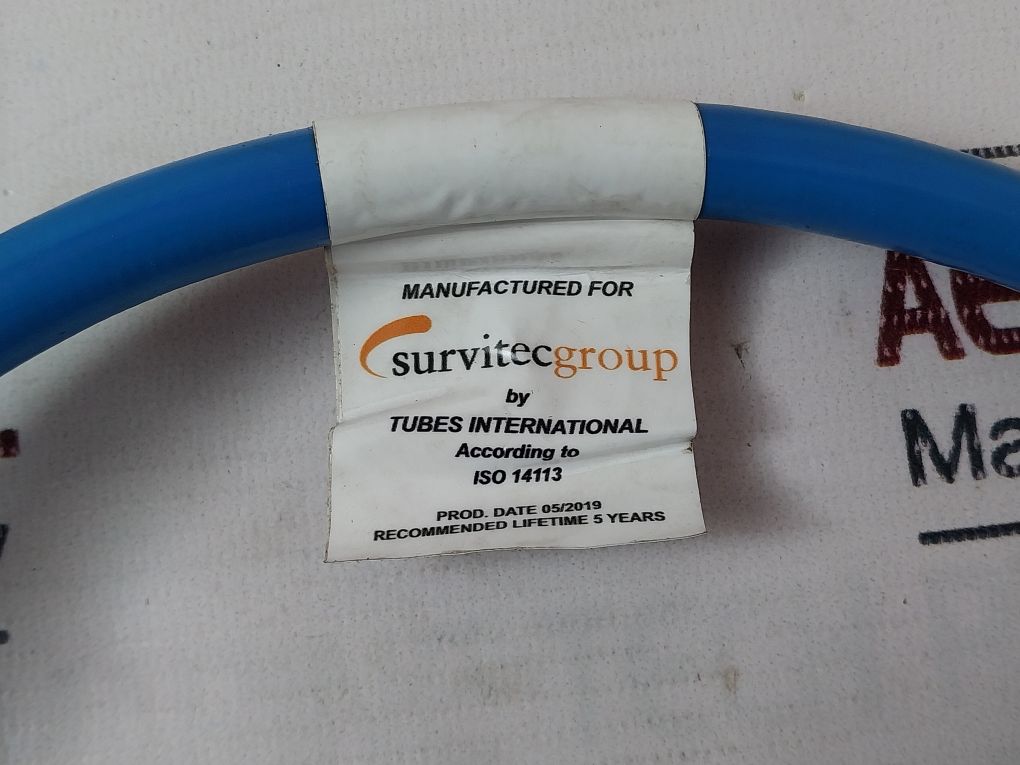 MANUFACTURED FOR
survitecgroup
by
TUBES INTERNATIONAL
According to
ISO 14113
PROD. DATE 05/2019
RECOMMENDED LIFETIME 5 YEARS